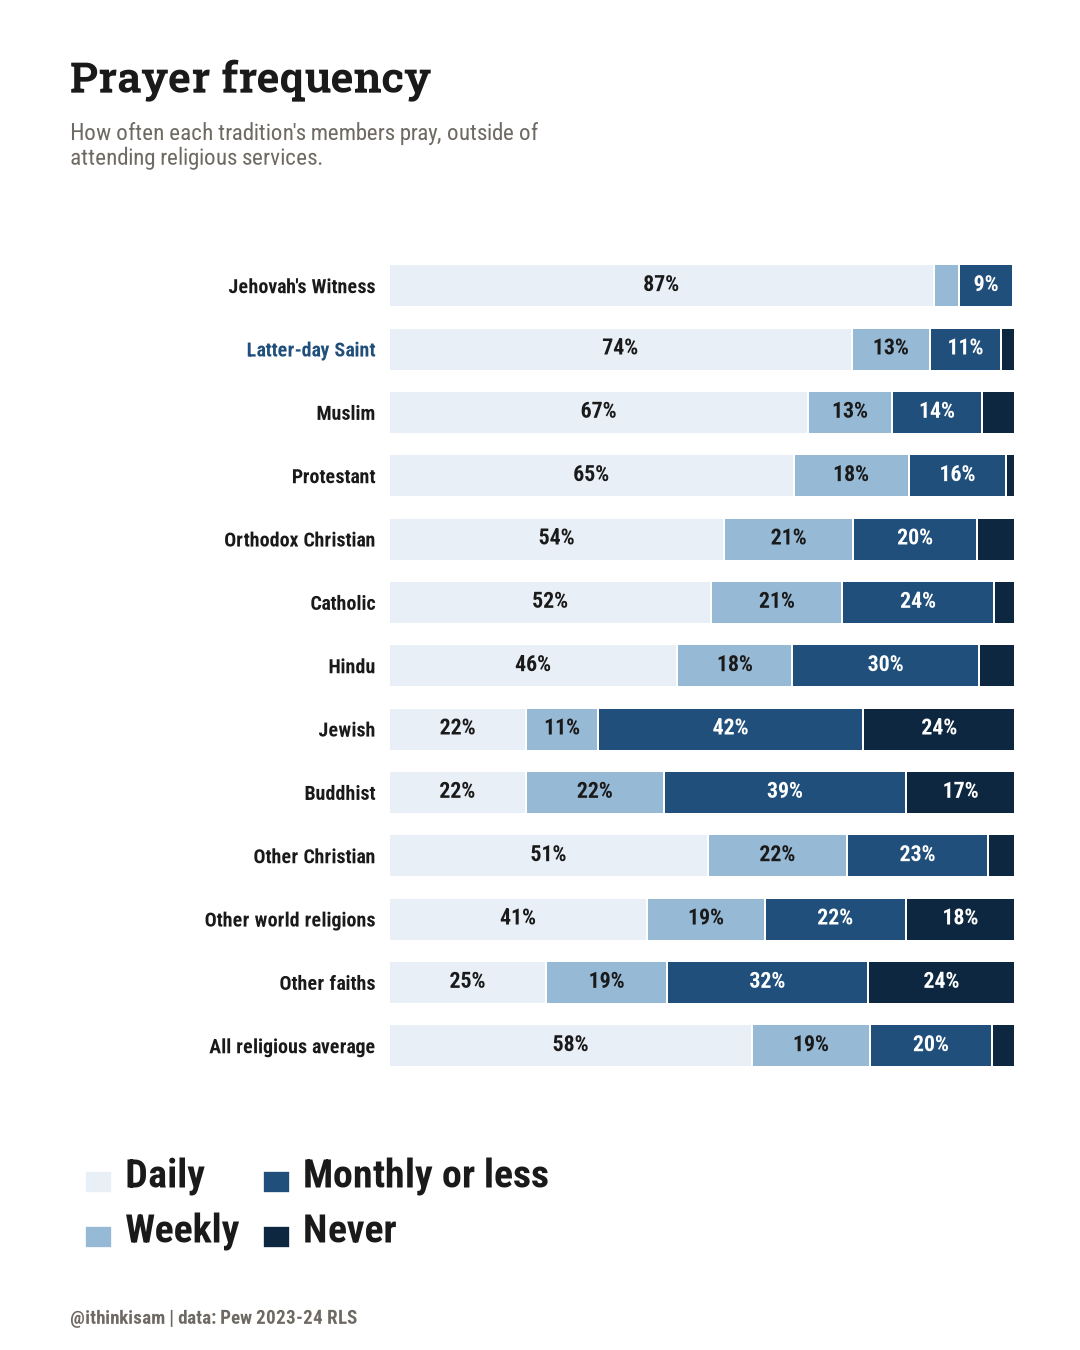 Prayer frequency
How often each tradition's members pray, outside of
attending religious services.
Jehovah's Witness 87% 9%
Latter-day Saint 74% 13% 11%
Muslim 67% 13% 14%
Protestant 65% 18% 16%
Orthodox Christian 54% 21% 20%
Catholic 52% 21% 24%
Hindu 46% 18% 30%
Jewish 22% 11% 42% 24%
Buddhist 22% 22% 39% 17%
Other Christian 51% 22% 23%
Other world religions 41% 19% 22% 18%
Other faiths 25% 19% 32% 24%
All religious average 58% 19% 20%
Daily Monthly or less
Weekly Never
@ithinkisam | data: Pew 2023-24 RLS